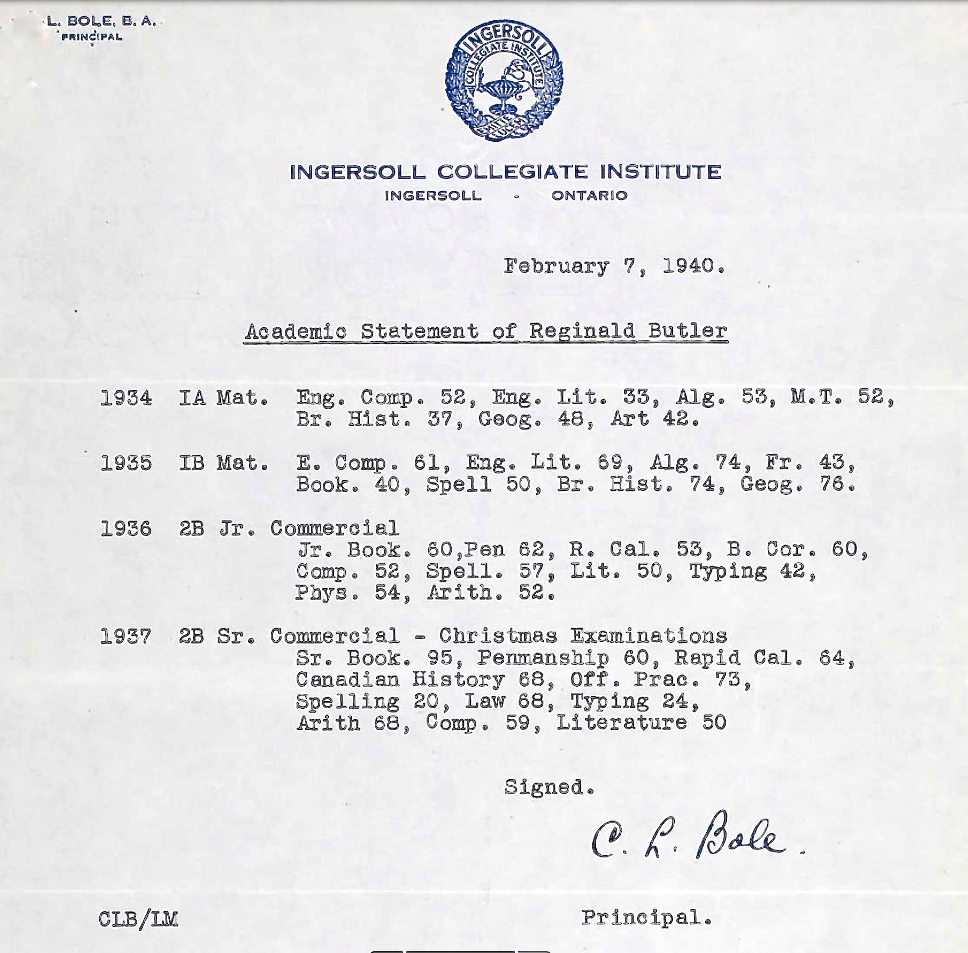 L. BOLE, B. A.
PRINCIPAL
INGERSOLL
COLLEGIATE INSTITUTE
INGERSOLL COLLEGIATE INSTITUTE
INGERSOLL - ONTARIO
February 7, 1940.
Academic Statement of Reginald Butler
1934 IA Mat. Eng. Comp. 52, Eng. Lit. 33, Alg. 53, M.T. 52,
Br. Hist. 37, Geog. 48, Art 42.
1935 IB Mat. E. Comp. 61, Eng. Lit. 69, Alg. 74, Fr. 43,
Book. 40, Spell 50, Br. Hist. 74, Geog. 76.
1936 2B Jr. Commercial
Jr. Book. 60,Pen 62, R. Cal. 53, B. Cor. 60,
Comp. 52, Spell. 57, Lit. 50, Typing 42,
Phys. 54, Arith. 52.
1937 2B Sr. Commercial - Christmas Examinations
Sr. Book. 95, Penmanship 60, Rapid Cal. 64,
Canadian History 68, Off. Prac. 73,
Spelling 20, Law 68, Typing 24,
Arith 68, Comp. 59, Literature 50
Signed.
C. L. Bole.
CLB/LM Principal.